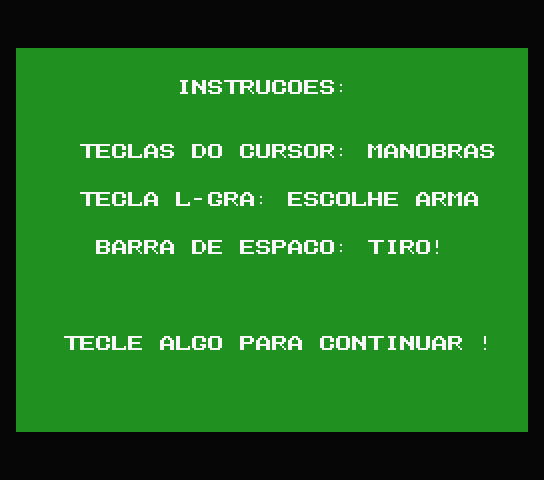 INSTRUCOES:
TECLAS DO CURSOR: MANOBRAS
TECLA L-GRA: ESCOLHE ARMA
BARRA DE ESPACO: TIRO!
TECLE ALGO PARA CONTINUAR !